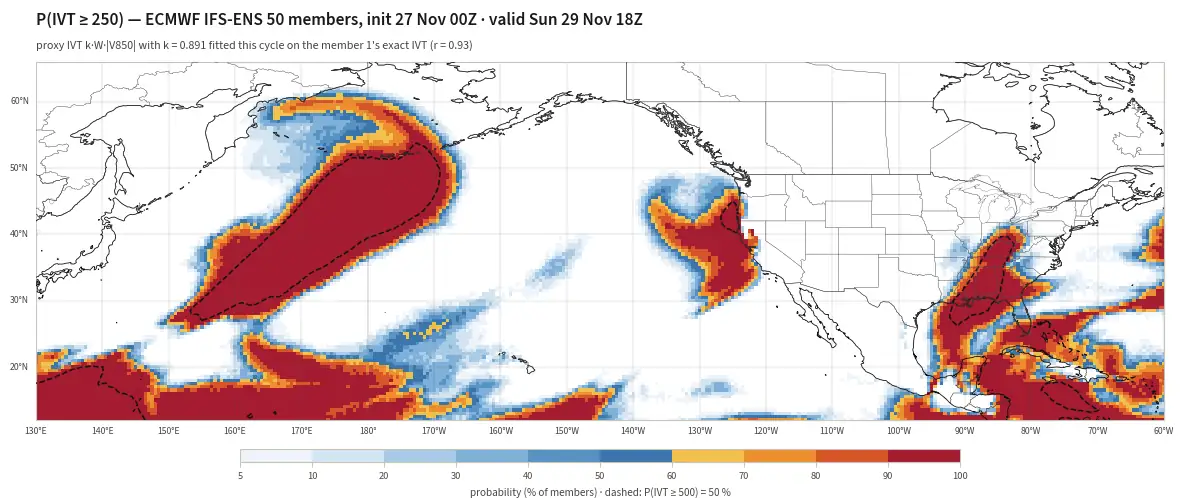 P(IVT ≥ 250) — ECMWF IFS-ENS 50 members, init 27 Nov 00Z · valid Sun 29 Nov 18Z
proxy IVT k·W·|V850| with k = 0.891 fitted this cycle on the member 1's exact IVT (r = 0.93)
60°N
50°N
40°N
30°N
20°N
130°E 140°E 150°E 160°E 170°E 180° 170°W 160°W 150°W 140°W 130°W 120°W 110°W 100°W 90°W 80°W 70°W 60°W
5 10 20 30 40 50 60 70 80 90 100
probability (% of members) · dashed: P(IVT ≥ 500) = 50 %